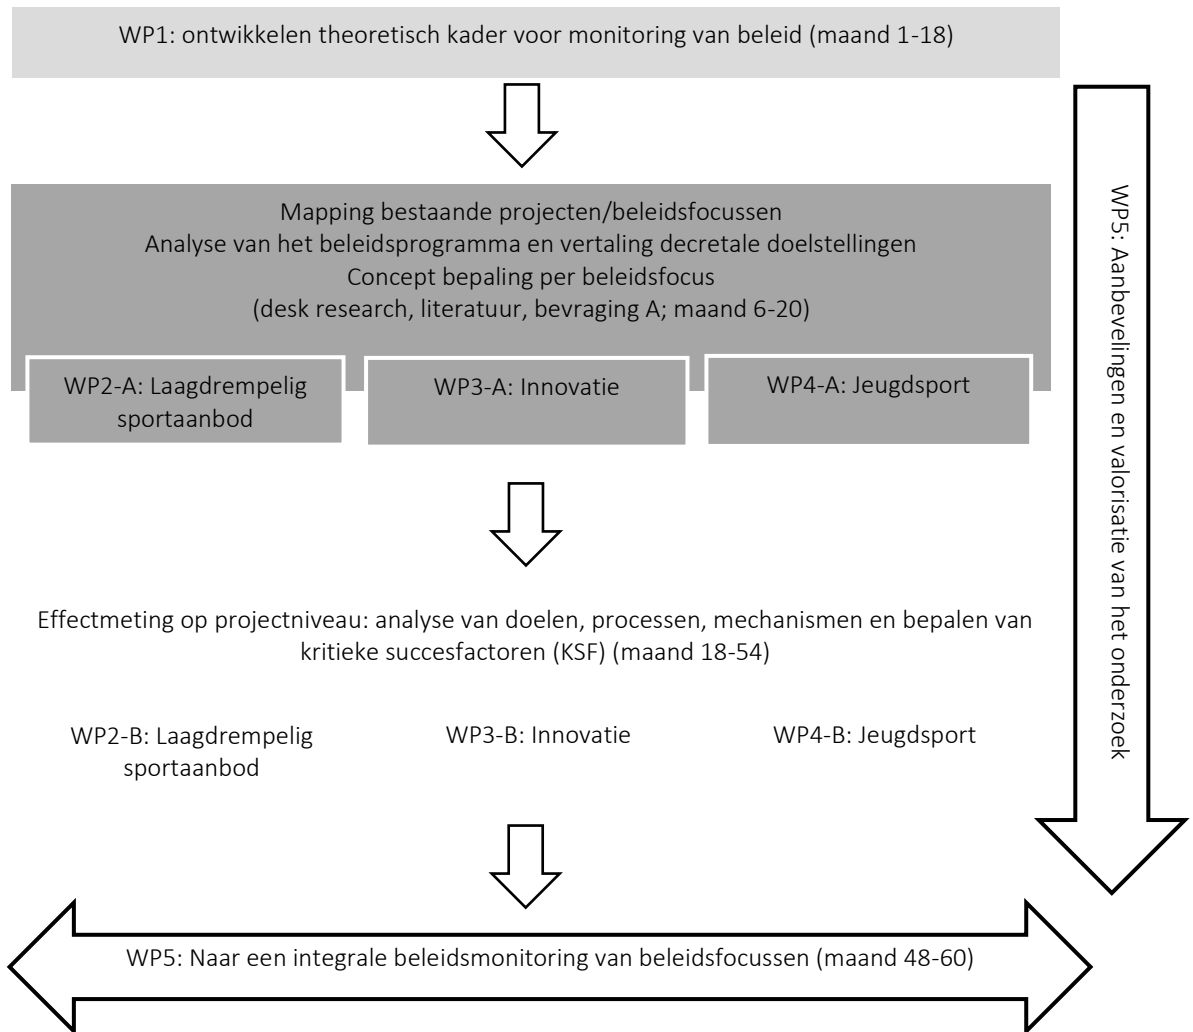 WP1: ontwikkelen theoretisch kader voor monitoring van beleid (maand 1-18)
Mapping bestaande projecten/beleidsfocussen
Analyse van het beleidsprogramma en vertaling decretale doelstellingen
Concept bepaling per beleidsfocus
(desk research, literatuur, bevraging A; maand 6-20)
WP2-A: Laagdrempelig
sportaanbod
WP3-A: Innovatie
WP4-A: Jeugdsport
Effectmeting op projectniveau: analyse van doelen, processen, mechanismen en bepalen van
kritieke succesfactoren (KSF) (maand 18-54)
WP2-B: Laagdrempelig
sportaanbod
WP3-B: Innovatie
WP4-B: Jeugdsport
WP5: Naar een integrale beleidsmonitoring van beleidsfocussen (maand 48-60)
WP5: Aanbevelingen en valorisatie van het onderzoek